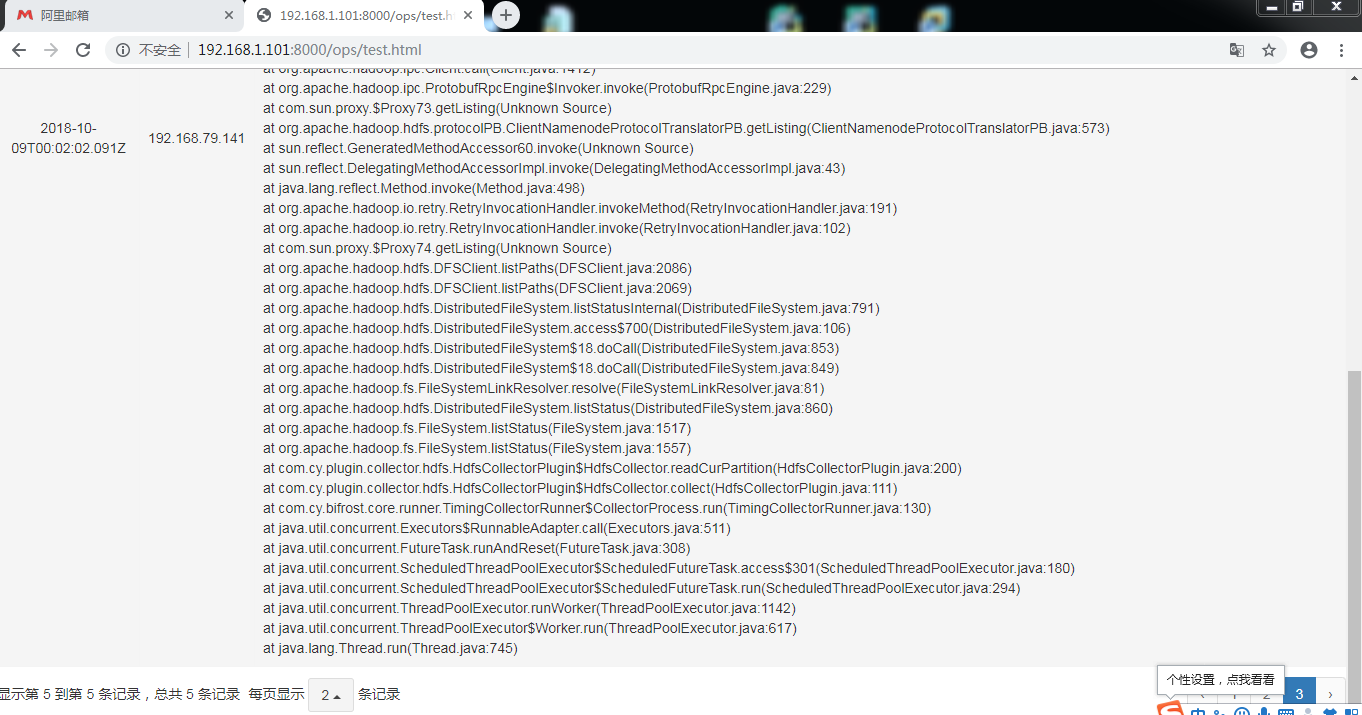 阿里邮箱
192.168.1.101:8000/ops/test.h
不安全 192.168.1.101:8000/ops/test.html
at org.apache.hadoop.ipc.Client.call(Client.java:1412)
at org.apache.hadoop.ipc.ProtobufRpcEngine$Invoker.invoke(ProtobufRpcEngine.java:229)
at com.sun.proxy.$Proxy73.getListing(Unknown Source)
2018-10-
09T00:02:02.091Z
192.168.79.141
at org.apache.hadoop.hdfs.protocolPB.ClientNamenodeProtocolTranslatorPB.getListing(ClientNamenodeProtocolTranslatorPB.java:573)
at sun.reflect.GeneratedMethodAccessor60.invoke(Unknown Source)
at sun.reflect.DelegatingMethodAccessorImpl.invoke(DelegatingMethodAccessorImpl.java:43)
at java.lang.reflect.Method.invoke(Method.java:498)
at org.apache.hadoop.io.retry.RetryInvocationHandler.invokeMethod(RetryInvocationHandler.java:191)
at org.apache.hadoop.io.retry.RetryInvocationHandler.invoke(RetryInvocationHandler.java:102)
at com.sun.proxy.$Proxy74.getListing(Unknown Source)
at org.apache.hadoop.hdfs.DFSClient.listPaths(DFSClient.java:2086)
at org.apache.hadoop.hdfs.DFSClient.listPaths(DFSClient.java:2069)
at org.apache.hadoop.hdfs.DistributedFileSystem.listStatusInternal(DistributedFileSystem.java:791)
at org.apache.hadoop.hdfs.DistributedFileSystem.access$700(DistributedFileSystem.java:106)
at org.apache.hadoop.hdfs.DistributedFileSystem$18.doCall(DistributedFileSystem.java:853)
at org.apache.hadoop.hdfs.DistributedFileSystem$18.doCall(DistributedFileSystem.java:849)
at org.apache.hadoop.fs.FileSystemLinkResolver.resolve(FileSystemLinkResolver.java:81)
at org.apache.hadoop.hdfs.DistributedFileSystem.listStatus(DistributedFileSystem.java:860)
at org.apache.hadoop.fs.FileSystem.listStatus(FileSystem.java:1517)
at org.apache.hadoop.fs.FileSystem.listStatus(FileSystem.java:1557)
at com.cy.plugin.collector.hdfs.HdfsCollectorPlugin$HdfsCollector.readCurPartition(HdfsCollectorPlugin.java:200)
at com.cy.plugin.collector.hdfs.HdfsCollectorPlugin$HdfsCollector.collect(HdfsCollectorPlugin.java:111)
at com.cy.bifrost.core.runner.TimingCollectorRunner$CollectorProcess.run(TimingCollectorRunner.java:130)
at java.util.concurrent.Executors$RunnableAdapter.call(Executors.java:511)
at java.util.concurrent.FutureTask.runAndReset(FutureTask.java:308)
at java.util.concurrent.ScheduledThreadPoolExecutor$ScheduledFutureTask.access$301(ScheduledThreadPoolExecutor.java:180)
at java.util.concurrent.ScheduledThreadPoolExecutor$ScheduledFutureTask.run(ScheduledThreadPoolExecutor.java:294)
at java.util.concurrent.ThreadPoolExecutor.runWorker(ThreadPoolExecutor.java:1142)
at java.util.concurrent.ThreadPoolExecutor$Worker.run(ThreadPoolExecutor.java:617)
at java.lang.Thread.run(Thread.java:745)
显示第 5 到第 5 条记录，总共 5 条记录 每页显示 2 条记录
个性设置，点我看看
‹ 1 2 3 ›
中